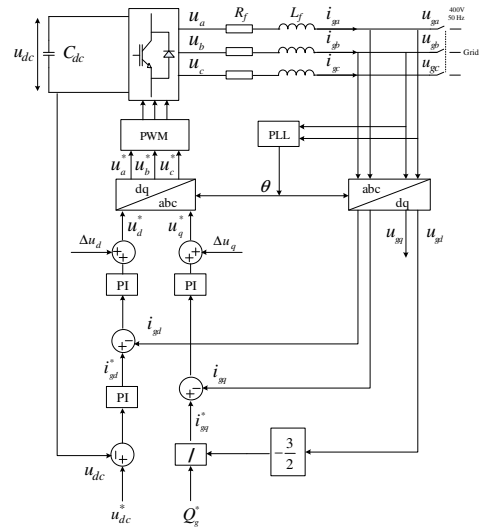 u_a R_f L_f i_ga u_ga 400V 50 Hz
u_dc C_dc u_b i_gb u_gb Grid
u_c i_gc u_gc
PWM PLL
u_a^* u_b^* u_c^*
dq abc θ abc dq
u_d^* u_q^* u_gq u_gd
Δu_d ++ ++ Δu_q
PI PI
i_gd
+-
i_gd^* i_gq
+-
PI
i_gq^*
/ -3/2
-+
u_dc
u_dc^* Q_g^*